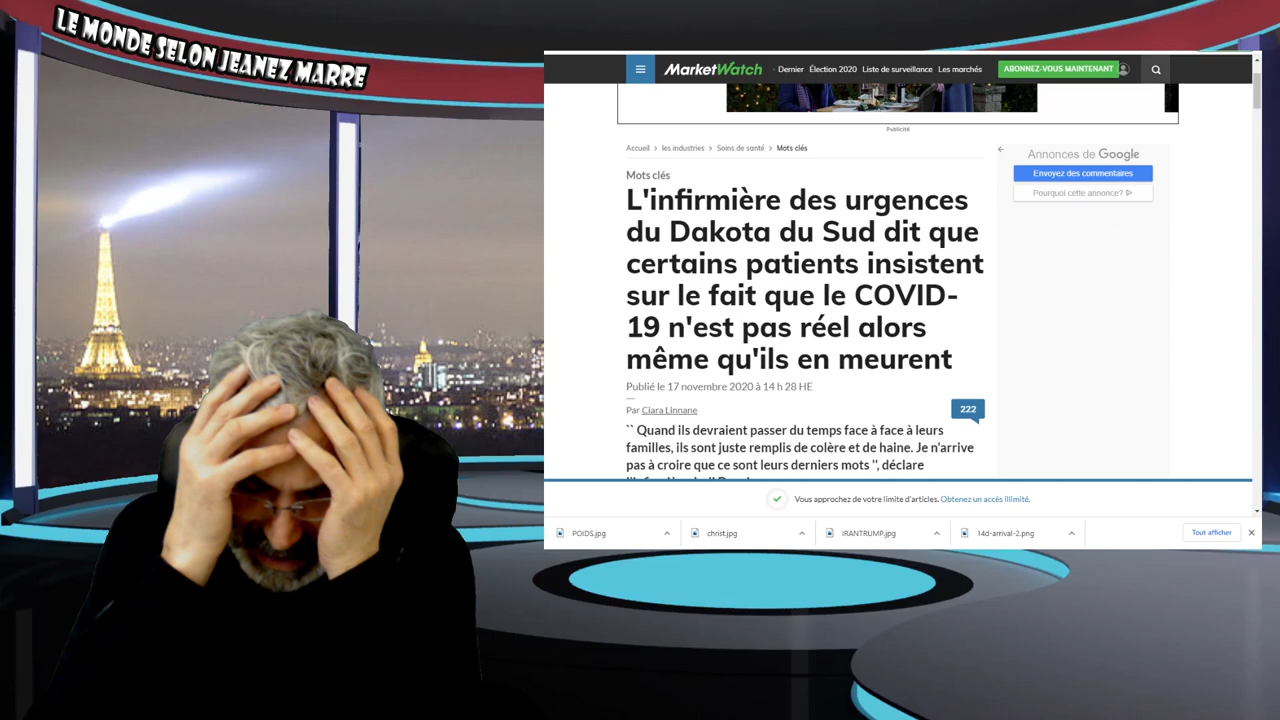 LE MONDE SELON JEANEZ MARRE
MarketWatch
Dernier Élection 2020 Liste de surveillance Les marchés
ABONNEZ-VOUS MAINTENANT
Publicité
Accueil > les industries > Soins de santé > Mots clés
Annonces de Google
Envoyez des commentaires
Pourquoi cette annonce?
Mots clés
L'infirmière des urgences
du Dakota du Sud dit que
certains patients insistent
sur le fait que le COVID-
19 n'est pas réel alors
même qu'ils en meurent
Publié le 17 novembre 2020 à 14 h 28 HE
Par Ciara Linnane
222
`` Quand ils devraient passer du temps face à face à leurs
familles, ils sont juste remplis de colère et de haine. Je n'arrive
pas à croire que ce sont leurs derniers mots '', déclare
Vous approchez de votre limite d'articles. Obtenez un accès illimité.
POIDS.jpg
christ.jpg
IRANTRUMP.jpg
14d-arrival-2.png
Tout afficher